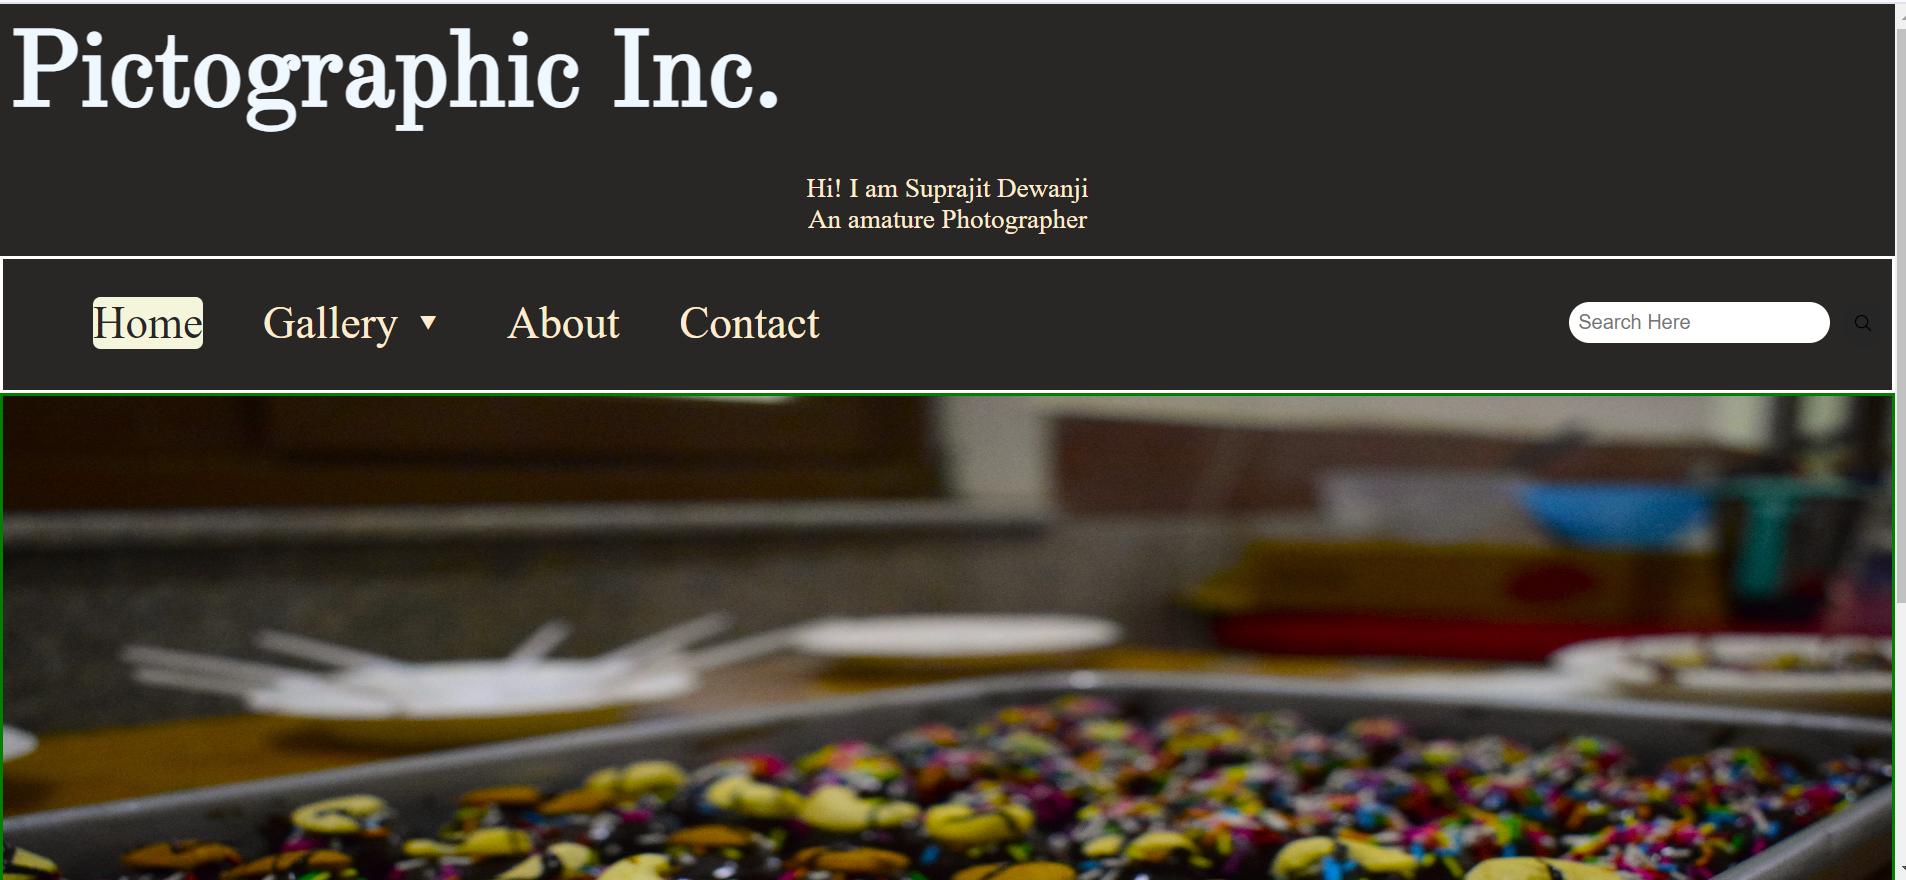 Pictographic Inc.
Hi! I am Suprajit Dewanji
An amature Photographer
Home Gallery ▼ About Contact Search Here